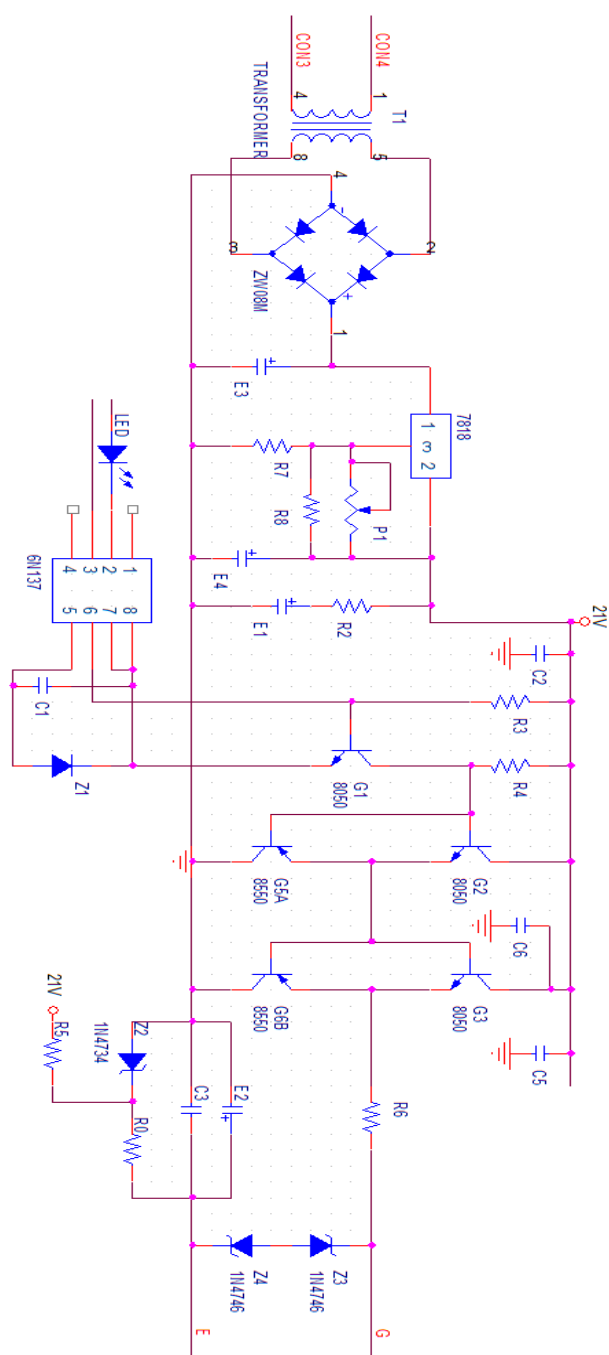 CON3
CON4
4
1
TRANSFORMER
T1
8
5
4
-
3
2
ZW08M
+
1
E3
7818
1 3 2
R7
R8
P1
LED
E4
E1
R2
21V
4 3 2 1
6N137
5 6 7 8
C2
C1
R3
Z1
G1
8050
R4
G5A
8550
G2
8050
C6
21V
R5
Z2
1N4734
G6B
8550
G3
8050
C5
R0
C3
E2
R6
Z4
1N4746
Z3
1N4746
E
G